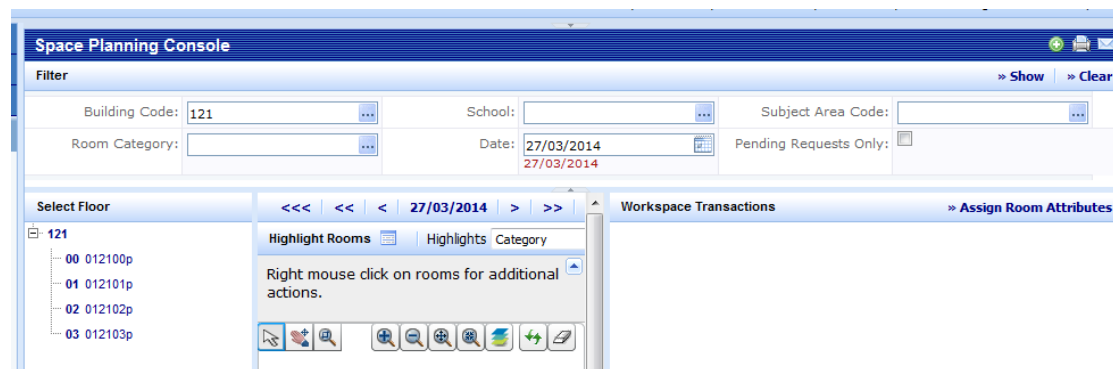 Space Planning Console
Filter
» Show » Clear
Building Code: 121 ... School: ... Subject Area Code: ...
Room Category: ... Date: 27/03/2014 Pending Requests Only:
27/03/2014
Select Floor
<<< << < 27/03/2014 > >>
Workspace Transactions » Assign Room Attributes
121
00 012100p
01 012101p
02 012102p
03 012103p
Highlight Rooms Highlights Category
Right mouse click on rooms for additional
actions.